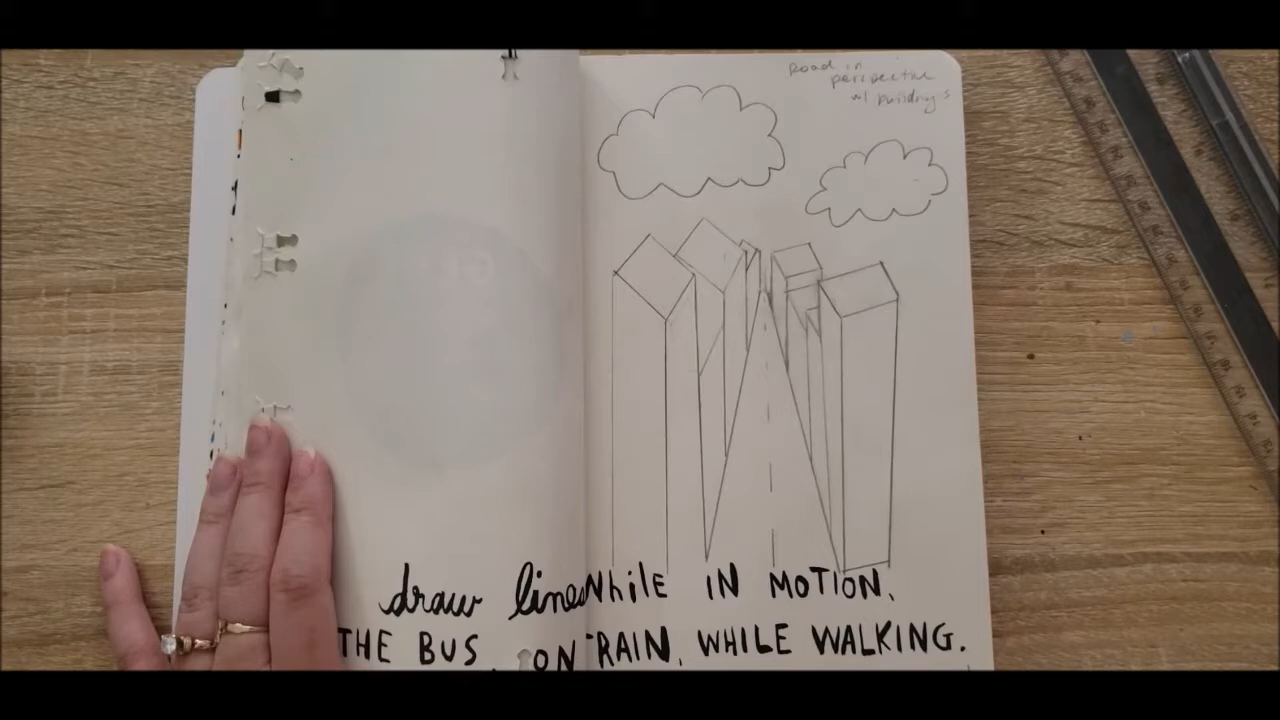 Road in
perspective
w/ buildings
draw lines While IN MOTION.
THE BUS. ON TRAIN, WHILE WALKING.